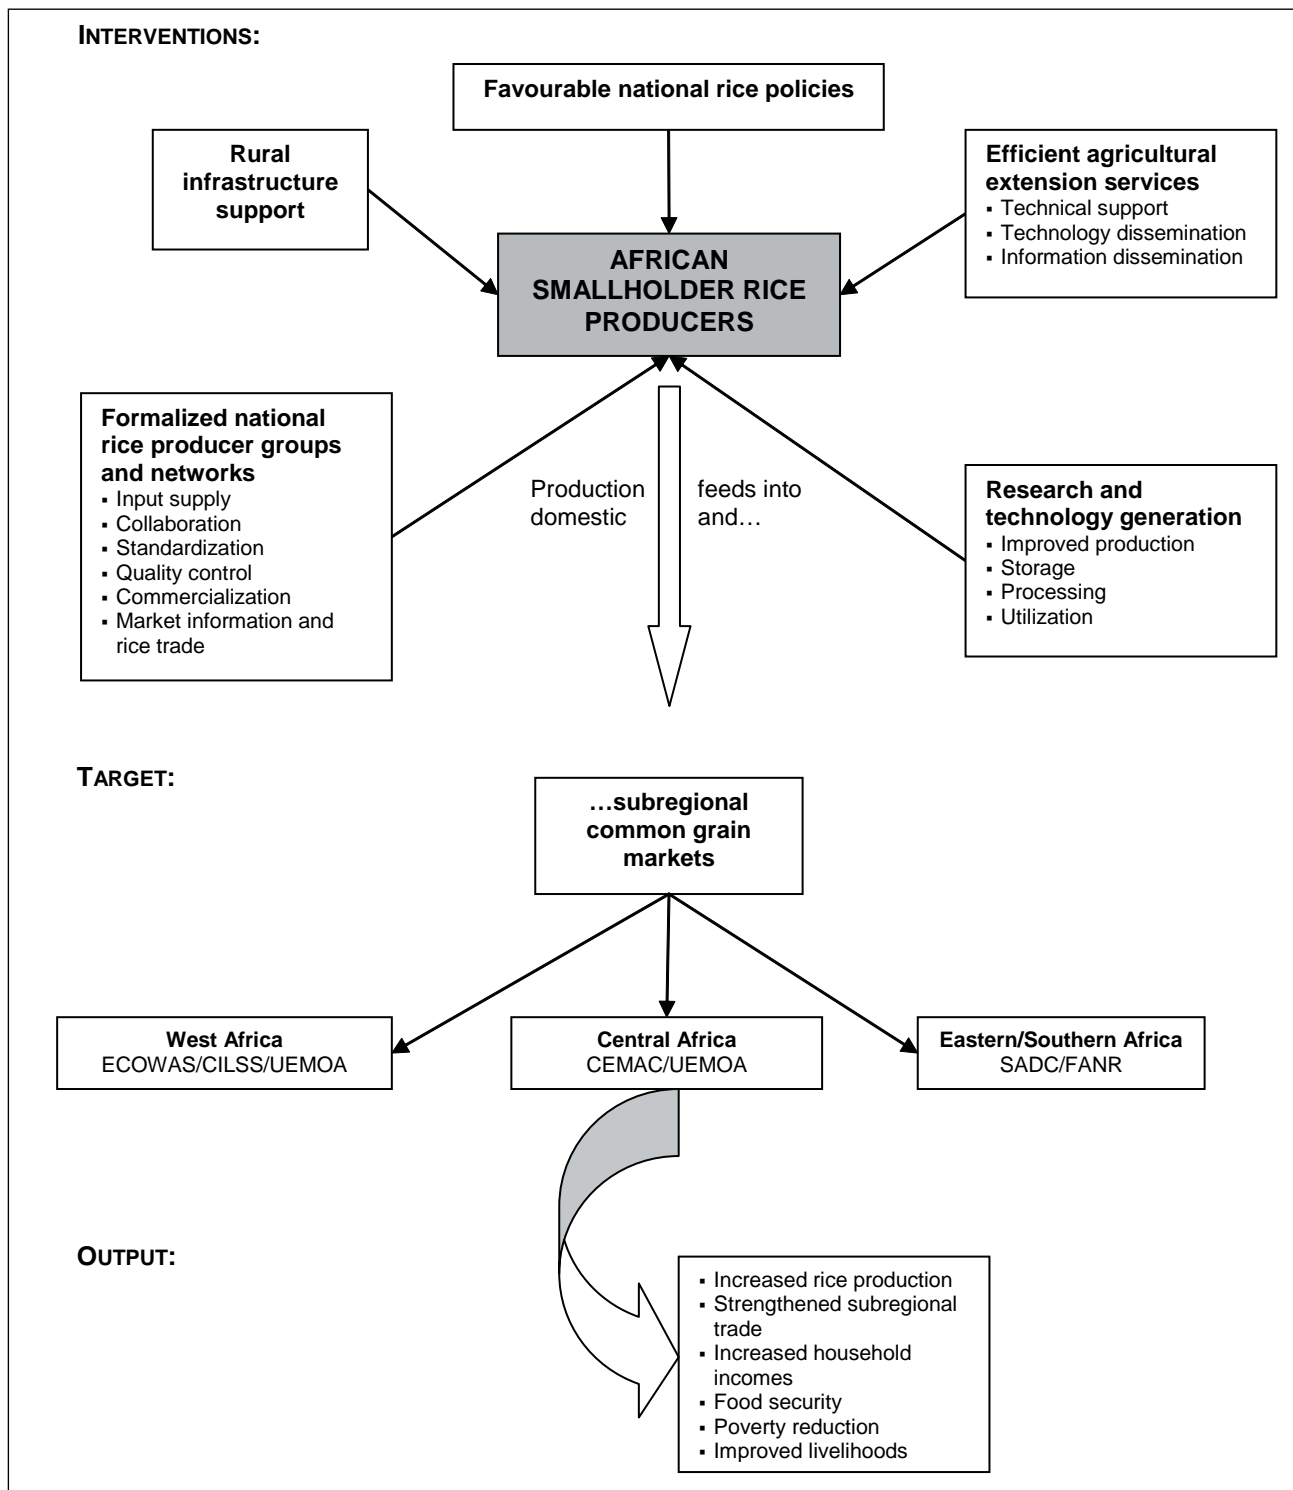 INTERVENTIONS:
Favourable national rice policies
Rural
infrastructure
support
Efficient agricultural
extension services
▪ Technical support
▪ Technology dissemination
▪ Information dissemination
AFRICAN
SMALLHOLDER RICE
PRODUCERS
Formalized national
rice producer groups
and networks
▪ Input supply
▪ Collaboration
▪ Standardization
▪ Quality control
▪ Commercialization
▪ Market information and
rice trade
Production feeds into
domestic and…
Research and
technology generation
▪ Improved production
▪ Storage
▪ Processing
▪ Utilization
TARGET:
…subregional
common grain
markets
West Africa
ECOWAS/CILSS/UEMOA
Central Africa
CEMAC/UEMOA
Eastern/Southern Africa
SADC/FANR
OUTPUT:
▪ Increased rice production
▪ Strengthened subregional
trade
▪ Increased household
incomes
▪ Food security
▪ Poverty reduction
▪ Improved livelihoods